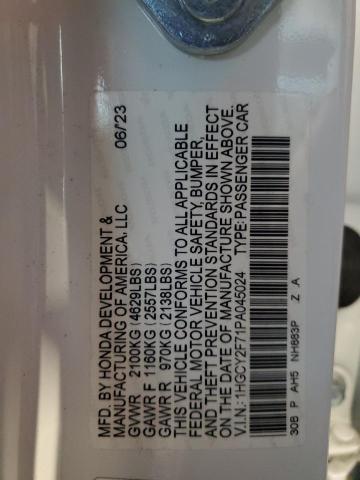 MFD. BY HONDA DEVELOPMENT &
MANUFACTURING OF AMERICA, LLC 06/23
GVWR 2100KG (4629LBS)
GAWR F 1160KG (2557LBS)
GAWR R 970KG (2138LBS)
THIS VEHICLE CONFORMS TO ALL APPLICABLE
FEDERAL MOTOR VEHICLE SAFETY, BUMPER,
AND THEFT PREVENTION STANDARDS IN EFFECT
ON THE DATE OF MANUFACTURE SHOWN ABOVE.
V.I.N.: 1HGCY2F71PA045024 TYPE: PASSENGER CAR
30B P AH5 NH883P Z A